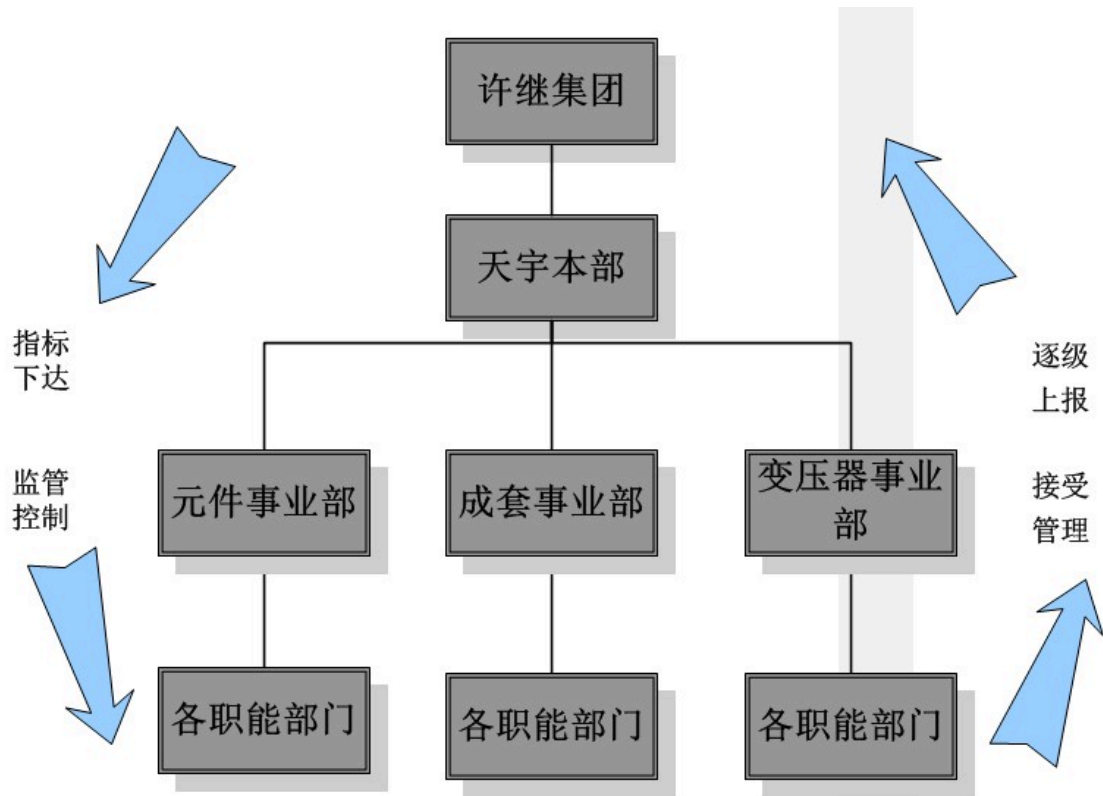 许继集团
天宇本部
指标
下达
逐级
上报
监管
控制
元件事业部
成套事业部
变压器事业
部
接受
管理
各职能部门
各职能部门
各职能部门